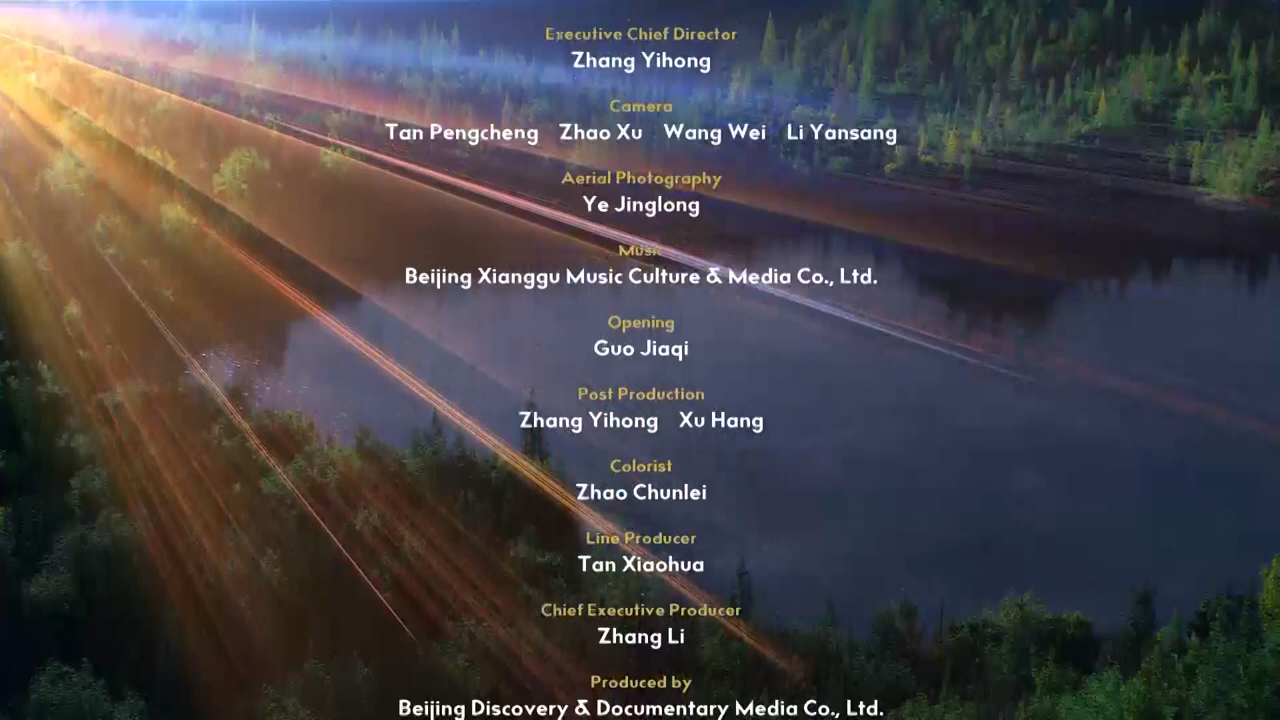 Executive Chief Director
Zhang Yihong
Camera
Tan Pengcheng Zhao Xu Wang Wei Li Yansang
Aerial Photography
Ye Jinglong
Music
Beijing Xianggu Music Culture & Media Co., Ltd.
Opening
Guo Jiaqi
Post Production
Zhang Yihong Xu Hang
Colorist
Zhao Chunlei
Line Producer
Tan Xiaohua
Chief Executive Producer
Zhang Li
Produced by
Beijing Discovery & Documentary Media Co., Ltd.